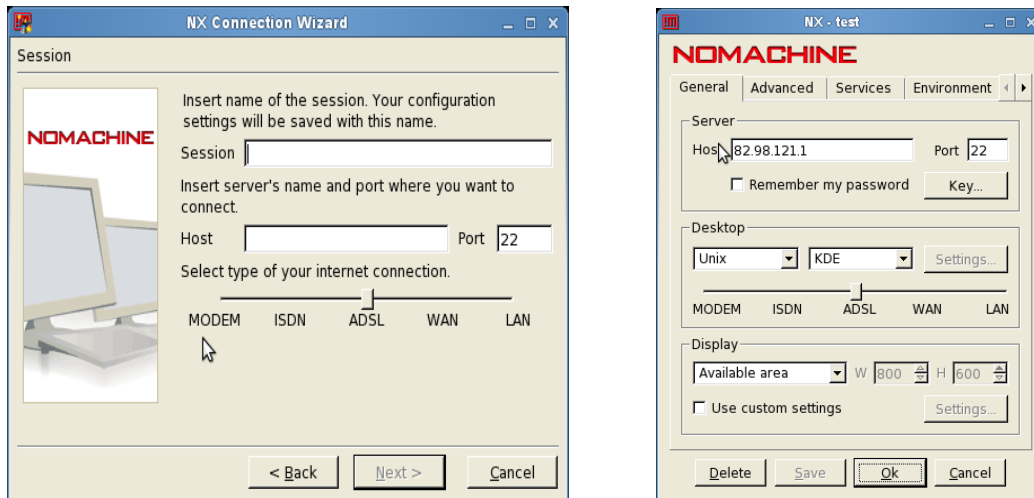 NX Connection Wizard
Session
NOMACHINE
Insert name of the session. Your configuration
settings will be saved with this name.
Session
Insert server's name and port where you want to
connect.
Host Port 22
Select type of your internet connection.
MODEM ISDN ADSL WAN LAN
< Back Next > Cancel
NX - test
NOMACHINE
General Advanced Services Environment
Server
Host 82.98.121.1 Port 22
Remember my password Key...
Desktop
Unix KDE Settings...
MODEM ISDN ADSL WAN LAN
Display
Available area W 800 H 600
Use custom settings Settings...
Delete Save Ok Cancel